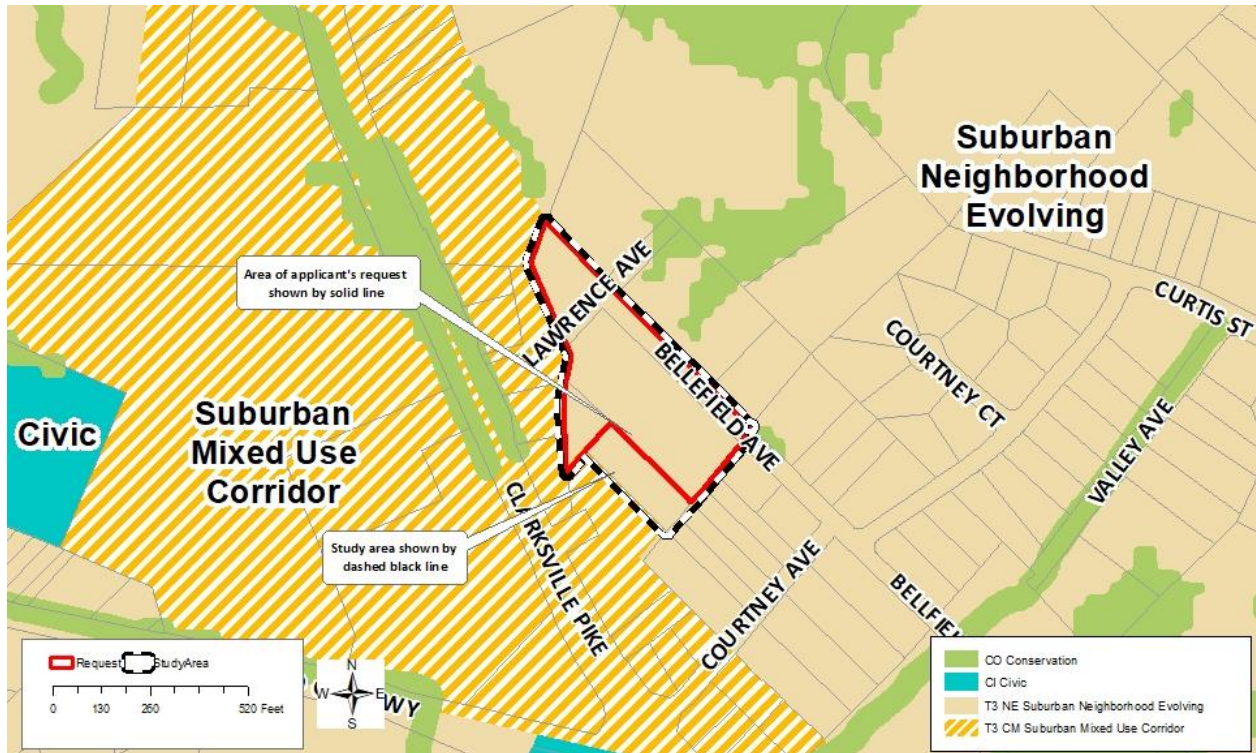 Suburban
Neighborhood
Evolving
Area of applicant's request
shown by solid line
LAWRENCE AVE
CURTIS ST
BELLEFIELD AVE
COURTNEY CT
VALLEY AVE
Civic
Suburban
Mixed Use
Corridor
CLARKSVILLE PIKE
Study area shown by
dashed black line
COURTNEY AVE
Request
StudyArea
0 130 260 520 Feet
N
W E
S
WY
CO Conservation
CI Civic
T3 NE Suburban Neighborhood Evolving
T3 CM Suburban Mixed Use Corridor